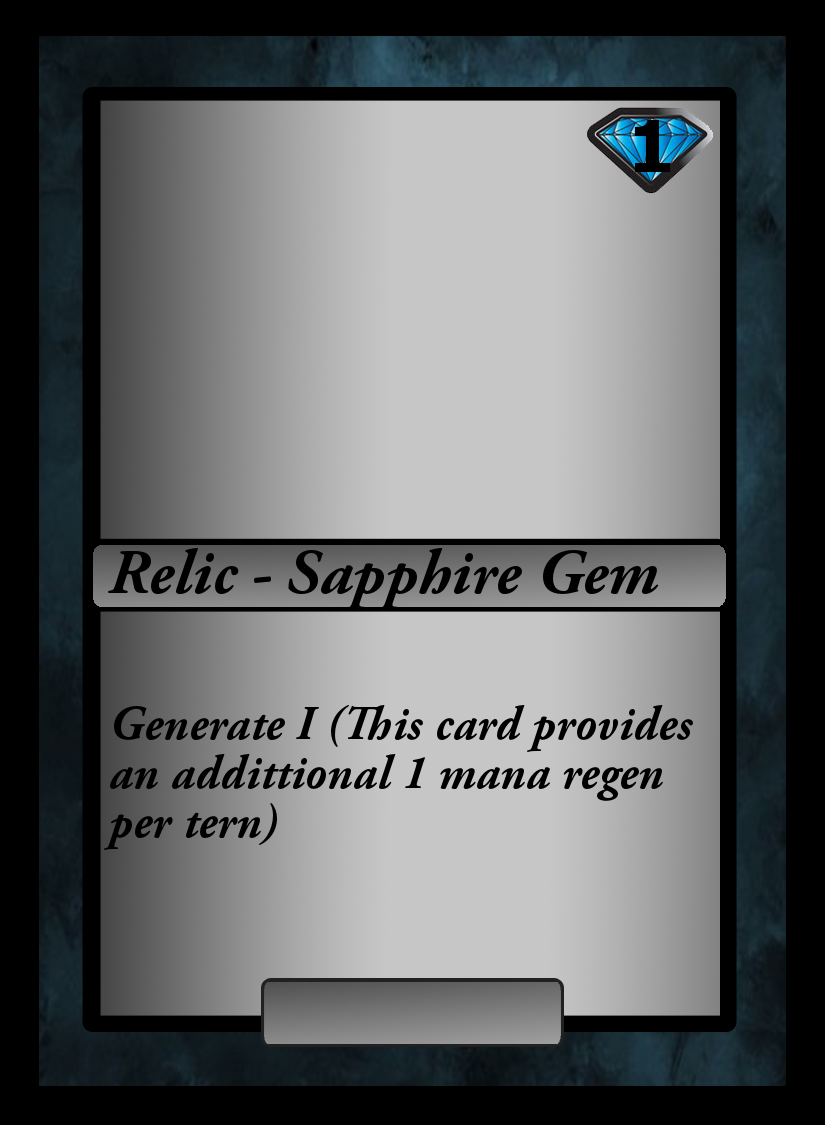 1
Relic - Sapphire Gem
Generate I (This card provides
an addittional 1 mana regen
per tern)